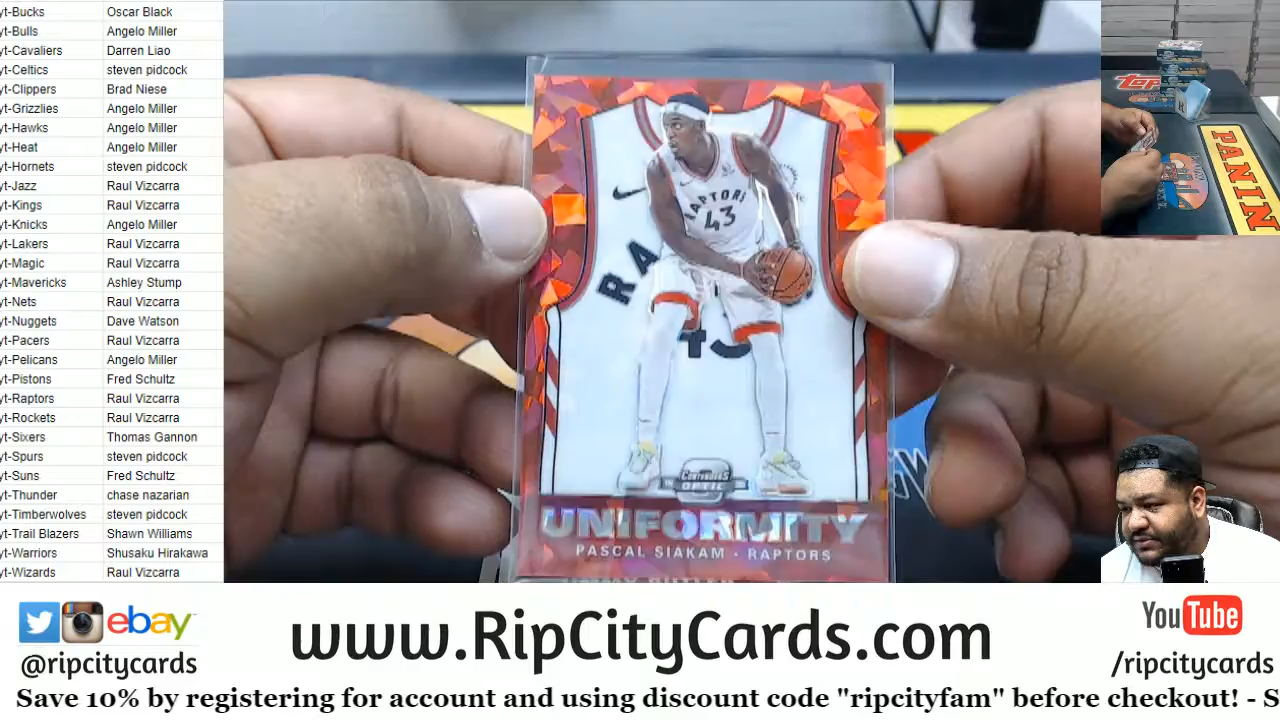 yt-Bucks Oscar Black
yt-Bulls Angelo Miller
yt-Cavaliers Darren Liao
yt-Celtics steven pidcock
yt-Clippers Brad Niese
yt-Grizzlies Angelo Miller
yt-Hawks Angelo Miller
yt-Heat Angelo Miller
yt-Hornets steven pidcock
yt-Jazz Raul Vizcarra
yt-Kings Raul Vizcarra
yt-Knicks Angelo Miller
yt-Lakers Raul Vizcarra
yt-Magic Raul Vizcarra
yt-Mavericks Ashley Stump
yt-Nets Raul Vizcarra
yt-Nuggets Dave Watson
yt-Pacers Raul Vizcarra
yt-Pelicans Angelo Miller
yt-Pistons Fred Schultz
yt-Raptors Raul Vizcarra
yt-Rockets Raul Vizcarra
yt-Sixers Thomas Gannon
yt-Spurs steven pidcock
yt-Suns Fred Schultz
yt-Thunder chase nazarian
yt-Timberwolves steven pidcock
yt-Trail Blazers Shawn Williams
yt-Warriors Shusaku Hirakawa
yt-Wizards Raul Vizcarra
RAPTORS
43
RA
43
CONTENDERS
OPTIC
UNIFORMITY
PASCAL SIAKAM · RAPTORS
PANINI
ebay
@ripcitycards
www.RipCityCards.com
YouTube
/ripcitycards
Save 10% by registering for account and using discount code "ripcityfam" before checkout! - S